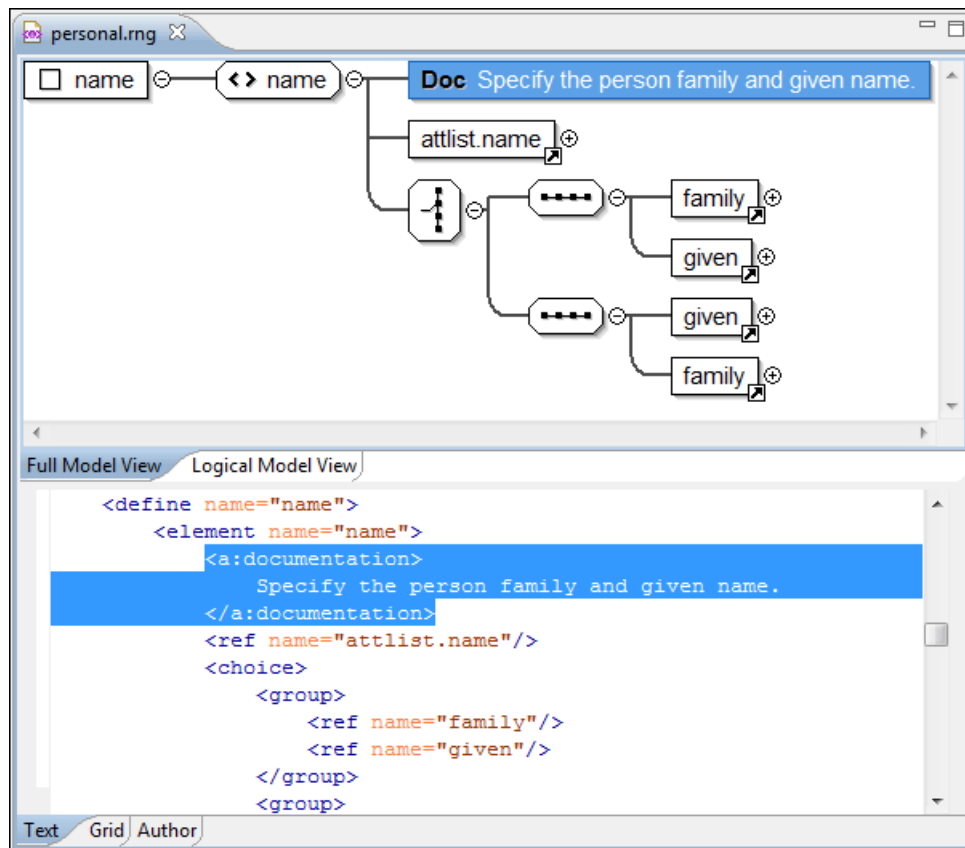 personal.rng
name
<> name
Doc Specify the person family and given name.
attlist.name
family
given
given
family
Full Model View
Logical Model View
<define name="name">
<element name="name">
<a:documentation>
Specify the person family and given name.
</a:documentation>
<ref name="attlist.name"/>
<choice>
<group>
<ref name="family"/>
<ref name="given"/>
</group>
<group>
Text
Grid
Author